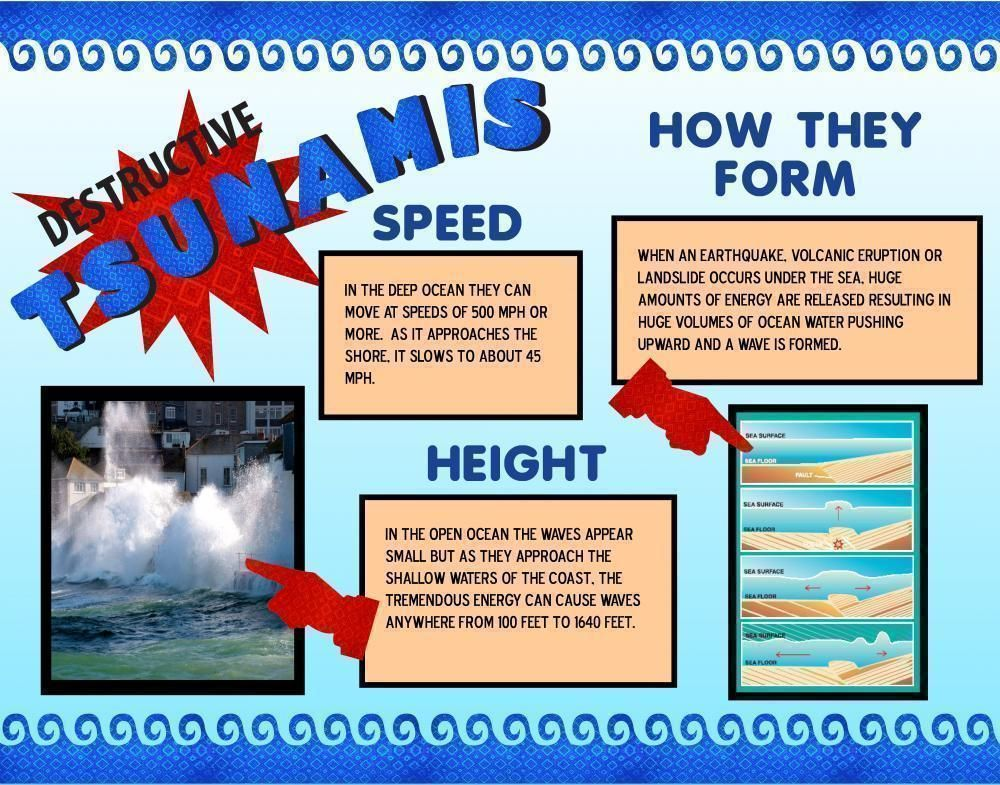 DESTRUCTIVE
TSUNAMIS
SPEED
IN THE DEEP OCEAN THEY CAN
MOVE AT SPEEDS OF 500 MPH OR
MORE. AS IT APPROACHES THE
SHORE, IT SLOWS TO ABOUT 45
MPH.
HEIGHT
IN THE OPEN OCEAN THE WAVES APPEAR
SMALL BUT AS THEY APPROACH THE
SHALLOW WATERS OF THE COAST, THE
TREMENDOUS ENERGY CAN CAUSE WAVES
ANYWHERE FROM 100 FEET TO 1640 FEET.
HOW THEY
FORM
WHEN AN EARTHQUAKE, VOLCANIC ERUPTION OR
LANDSLIDE OCCURS UNDER THE SEA, HUGE
AMOUNTS OF ENERGY ARE RELEASED RESULTING IN
HUGE VOLUMES OF OCEAN WATER PUSHING
UPWARD AND A WAVE IS FORMED.
SEA SURFACE
SEA FLOOR
FAULT
SEA SURFACE
SEA FLOOR
SEA SURFACE
SEA FLOOR
SEA SURFACE
SEA FLOOR